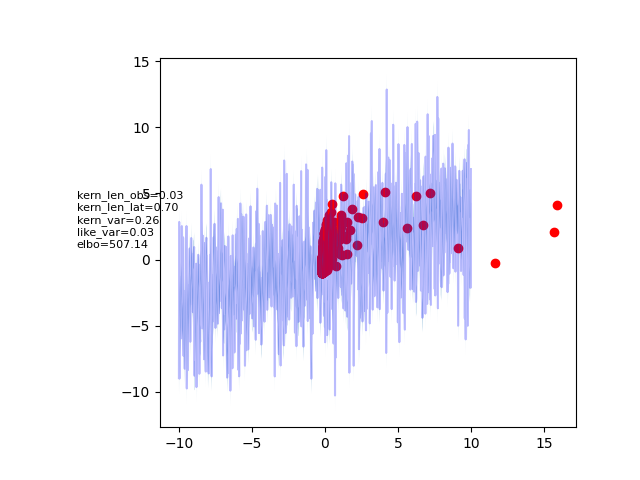 15
10
5
0
−5
−10
kern_len_obs=0.03
kern_len_lat=0.70
kern_var=0.26
like_var=0.03
elbo=507.14
−10 −5 0 5 10 15